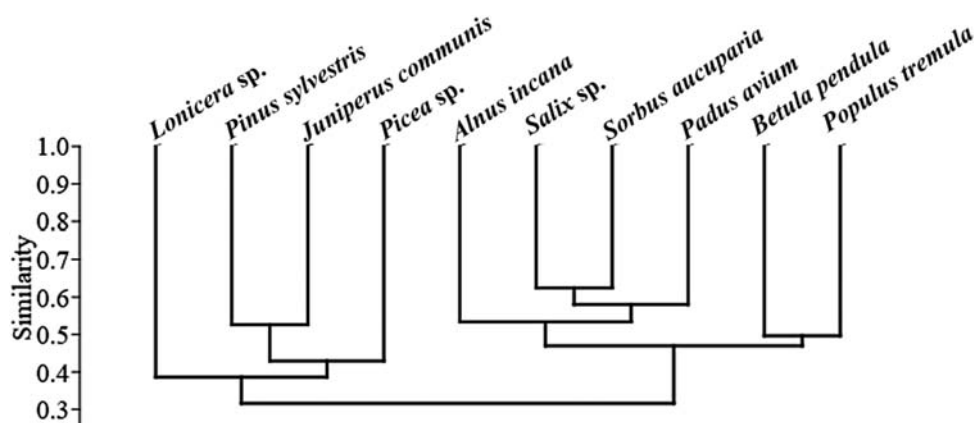 Lonicera sp.
Pinus sylvestris
Juniperus communis
Picea sp.
Alnus incana
Salix sp.
Sorbus aucuparia
Padus avium
Betula pendula
Populus tremula
Similarity
1.0
0.9
0.8
0.7
0.6
0.5
0.4
0.3